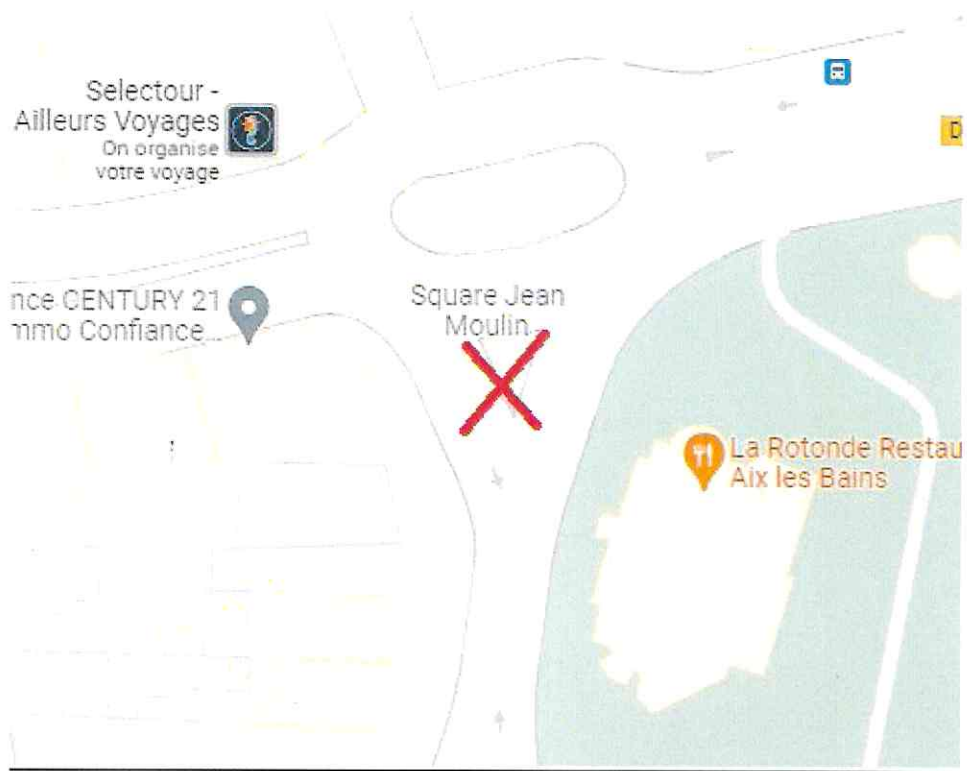 Selectour -
Ailleurs Voyages
On organise
votre voyage
D
nce CENTURY 21
mmo Confiance...
Square Jean
Moulin
La Rotonde Restau
Aix les Bains